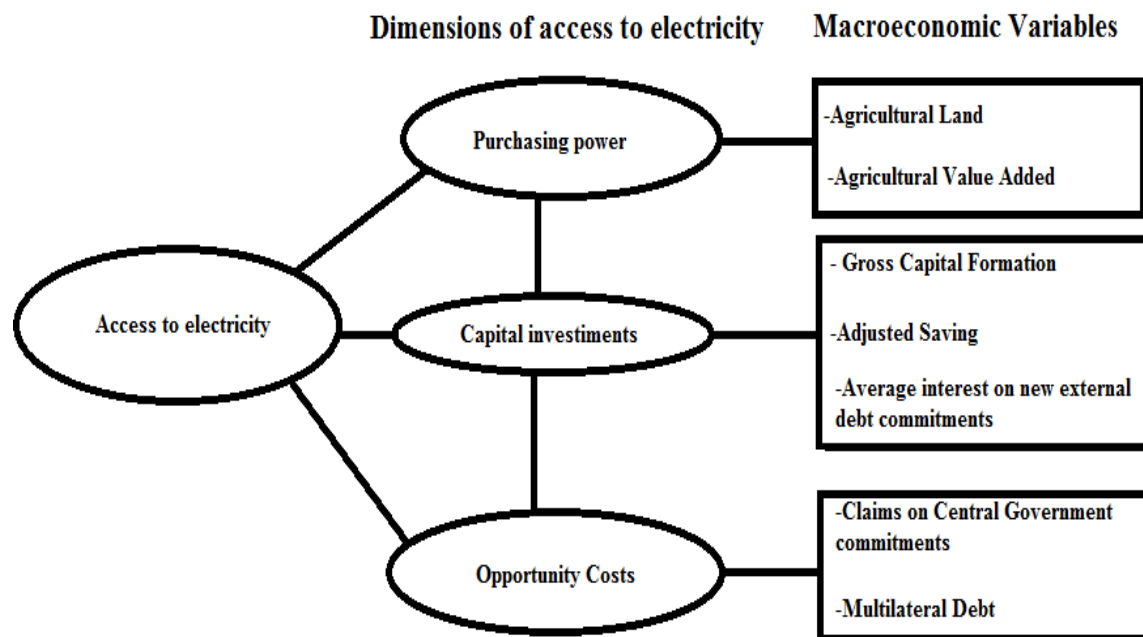 Dimensions of access to electricity
Macroeconomic Variables
Purchasing power
-Agricultural Land
-Agricultural Value Added
Access to electricity
Capital investiments
- Gross Capital Formation
-Adjusted Saving
-Average interest on new external
debt commitments
Opportunity Costs
-Claims on Central Government
commitments
-Multilateral Debt